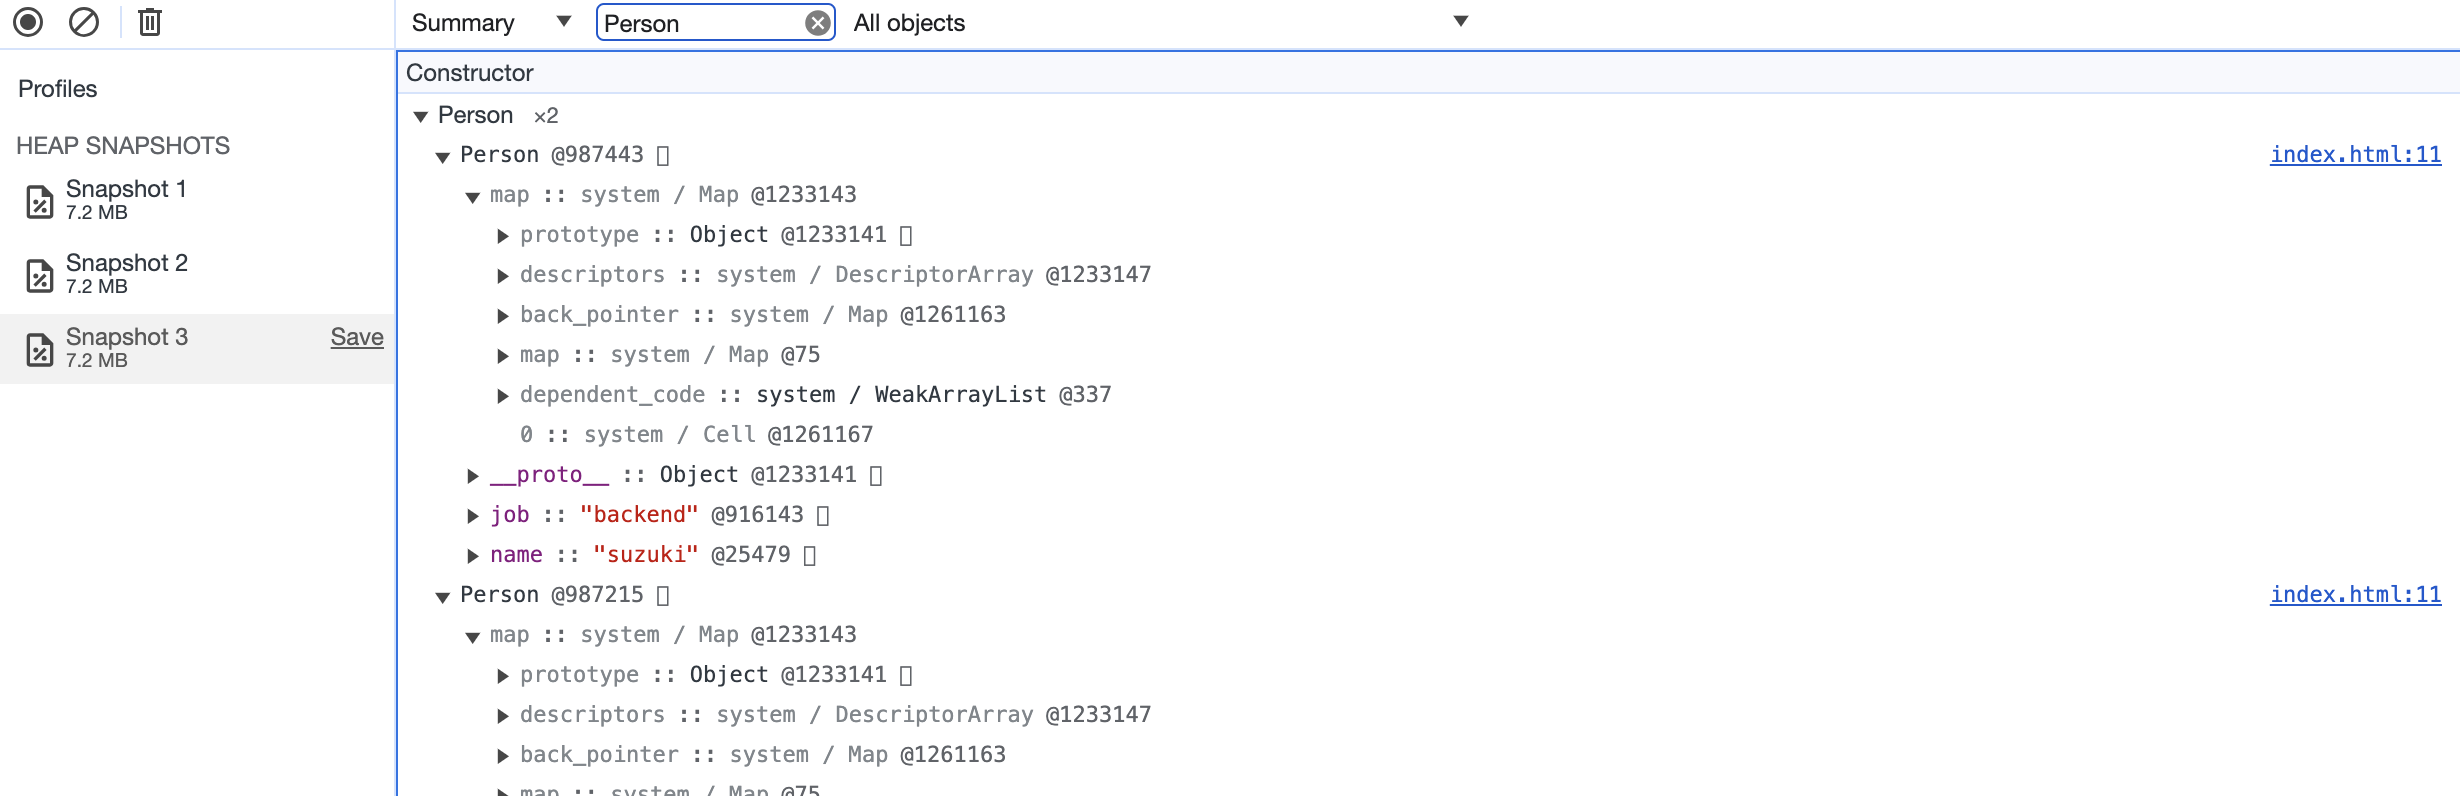 Summary
Person
All objects
Profiles
HEAP SNAPSHOTS
Snapshot 1
7.2 MB
Snapshot 2
7.2 MB
Snapshot 3
Save
7.2 MB
Constructor
Person ×2
Person @987443 index.html:11
map :: system / Map @1233143
prototype :: Object @1233141
descriptors :: system / DescriptorArray @1233147
back_pointer :: system / Map @1261163
map :: system / Map @75
dependent_code :: system / WeakArrayList @337
0 :: system / Cell @1261167
__proto__ :: Object @1233141
job :: "backend" @916143
name :: "suzuki" @25479
Person @987215 index.html:11
map :: system / Map @1233143
prototype :: Object @1233141
descriptors :: system / DescriptorArray @1233147
back_pointer :: system / Map @1261163
map :: system / Map @75